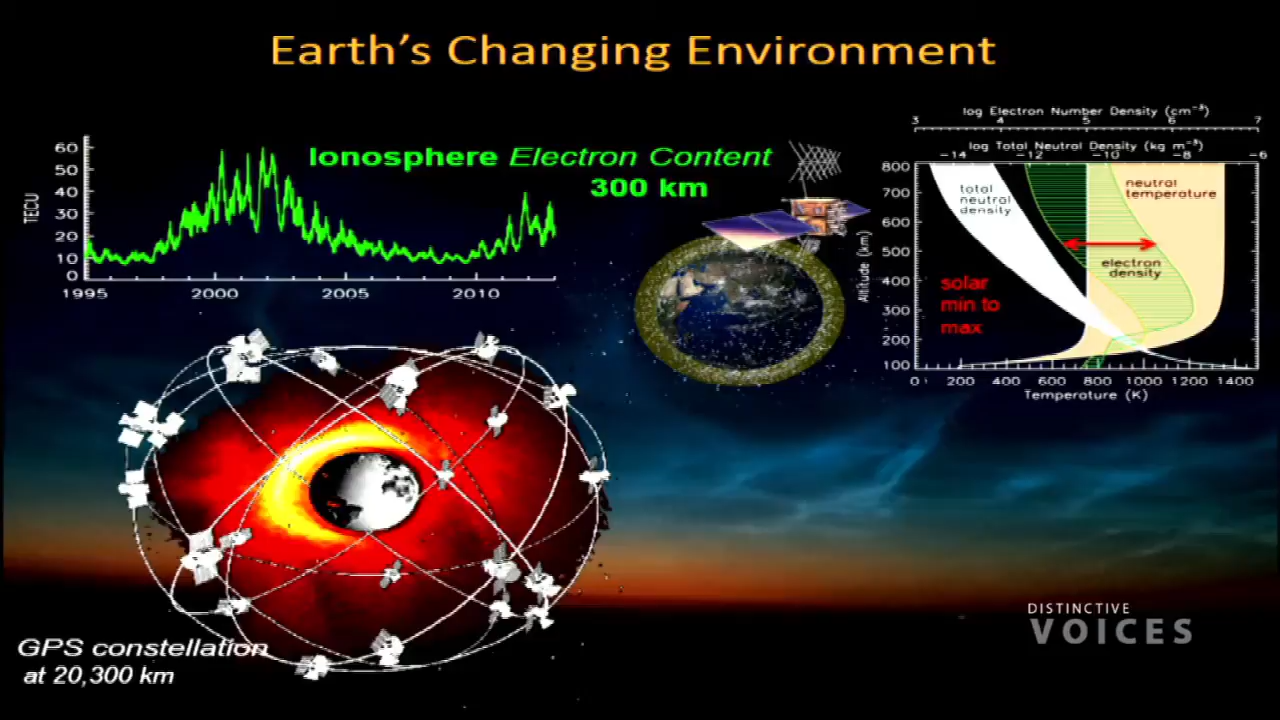 Earth's Changing Environment
Ionosphere Electron Content
300 km
TECU
60
50
40
30
20
10
0
1995
2000
2005
2010
log Electron Number Density (cm⁻³)
3 4 5 6 7
log Total Neutral Density (kg m⁻³)
-14 -12 -10 -8 -6
Altitude (km)
800
700
600
500
400
300
200
100
total
neutral
density
neutral
temperature
electron
density
solar
min to
max
0 200 400 600 800 1000 1200 1400
Temperature (K)
GPS constellation
at 20,300 km
DISTINCTIVE
VOICES